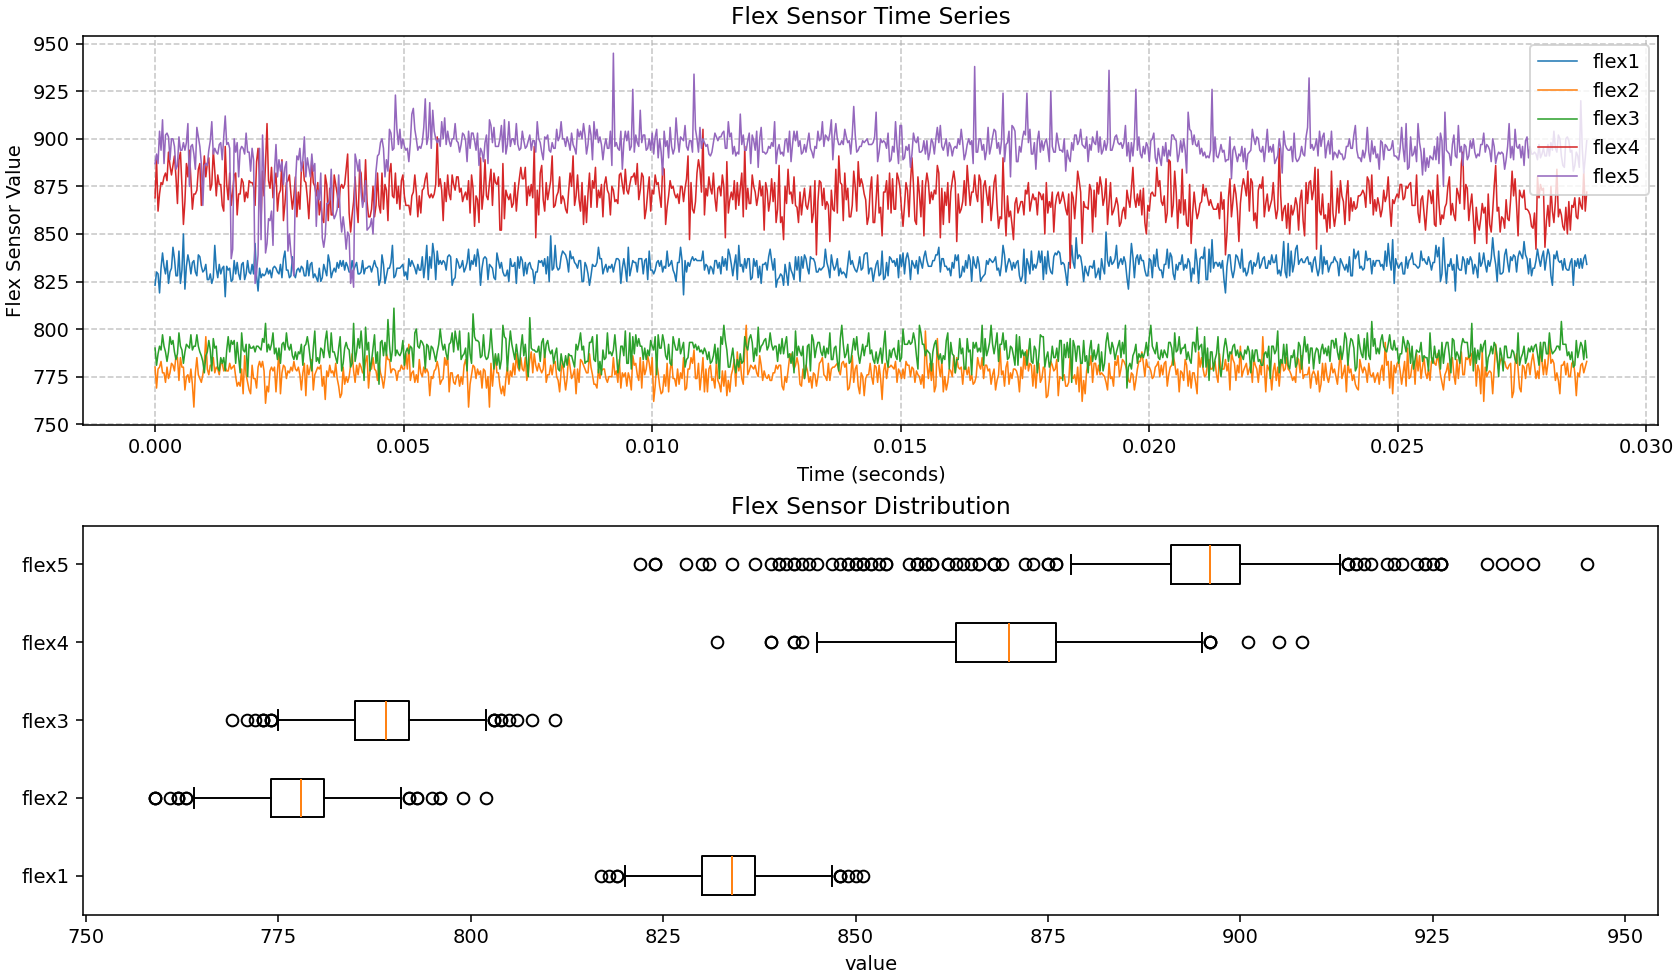 Flex Sensor Time Series
Flex Sensor Value
950
925
900
875
850
825
800
775
750
flex1
flex2
flex3
flex4
flex5
0.000 0.005 0.010 0.015 0.020 0.025 0.030
Time (seconds)
Flex Sensor Distribution
flex5
flex4
flex3
flex2
flex1
750 775 800 825 850 875 900 925 950
value